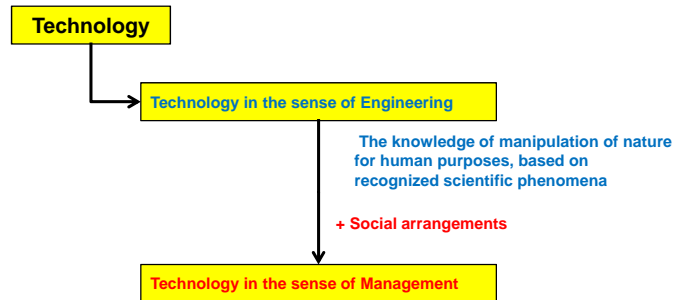 Technology
Technology in the sense of Engineering
The knowledge of manipulation of nature
for human purposes, based on
recognized scientific phenomena
+ Social arrangements
Technology in the sense of Management